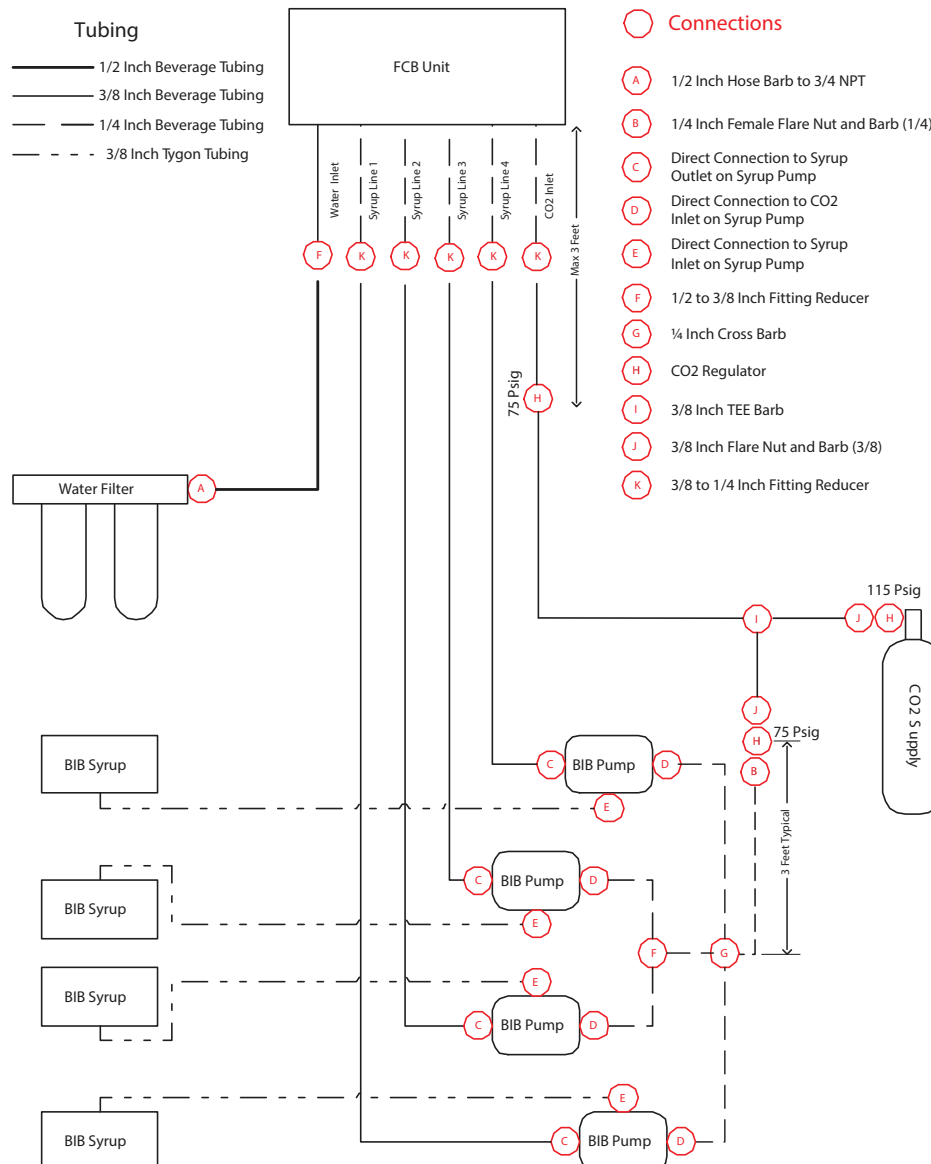 Tubing
1/2 Inch Beverage Tubing
3/8 Inch Beverage Tubing
1/4 Inch Beverage Tubing
3/8 Inch Tygon Tubing
FCB Unit
Connections
A 1/2 Inch Hose Barb to 3/4 NPT
B 1/4 Inch Female Flare Nut and Barb (1/4)
C Direct Connection to Syrup
Outlet on Syrup Pump
D Direct Connection to CO2
Inlet on Syrup Pump
E Direct Connection to Syrup
Inlet on Syrup Pump
F 1/2 to 3/8 Inch Fitting Reducer
G ¼ Inch Cross Barb
H CO2 Regulator
I 3/8 Inch TEE Barb
J 3/8 Inch Flare Nut and Barb (3/8)
K 3/8 to 1/4 Inch Fitting Reducer
Water Inlet
Syrup Line 1
Syrup Line 2
Syrup Line 3
Syrup Line 4
CO2 Inlet
Max 3 Feet
F K K K K K
75 Psig
H
Water Filter
A
115 Psig
I J H
CO2 S upply
J
H
75 Psig
B
3 Feet Typical
BIB Syrup
C
BIB Pump
D
E
BIB Syrup
C
BIB Pump
D
E
F
G
BIB Syrup
E
C
BIB Pump
D
BIB Syrup
E
C
BIB Pump
D